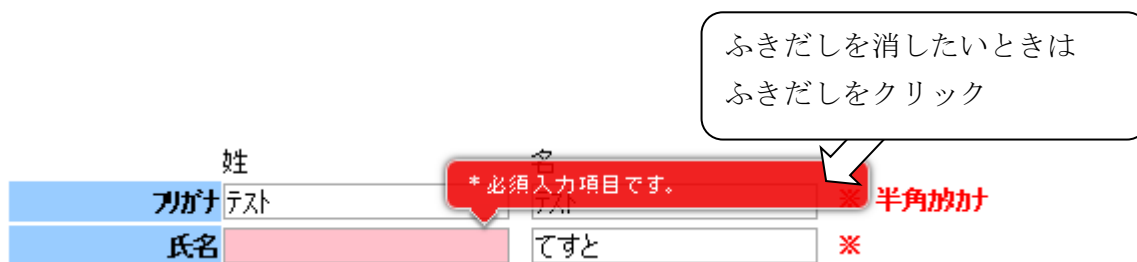 ふきだしを消したいときは
ふきだしをクリック
姓 名
ﾌﾘｶﾞﾅ ﾃｽﾄ ﾃｽﾄ ※ 半角ｶﾀｶﾅ
* 必須入力項目です。
氏名 てすと ※